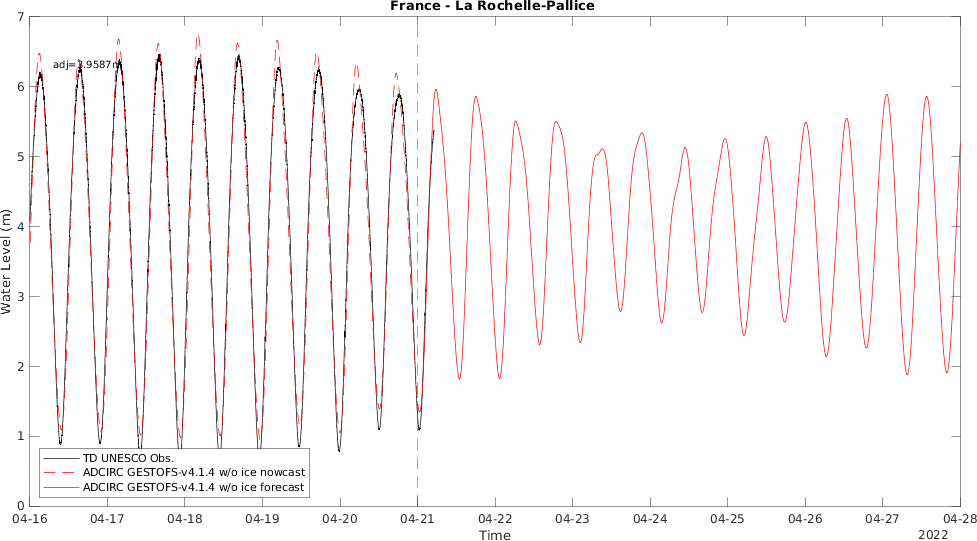 France - La Rochelle-Pallice
7
6
5
4
3
2
1
0
Water Level (m)
TD UNESCO Obs.
ADCIRC GESTOFS-v4.1.4 w/o ice nowcast
ADCIRC GESTOFS-v4.1.4 w/o ice forecast
04-16 04-17 04-18 04-19 04-20 04-21 04-22 04-23 04-24 04-25 04-26 04-27 04-28
Time
2022